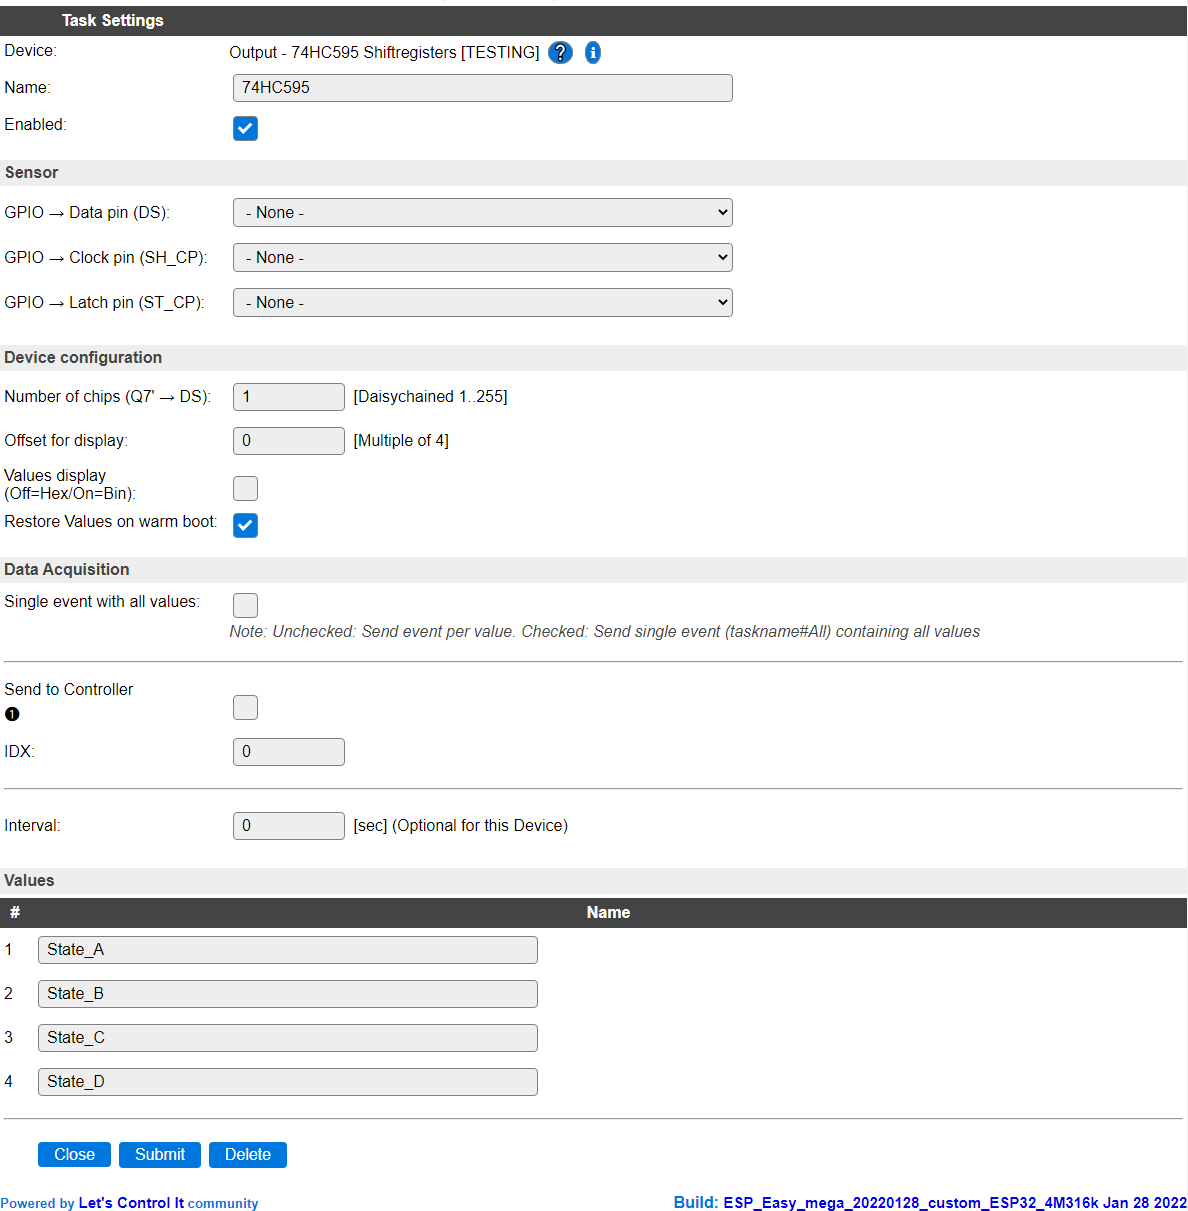 Task Settings
Device: Output - 74HC595 Shiftregisters [TESTING] ? i
Name: 74HC595
Enabled:
Sensor
GPIO → Data pin (DS): - None -
GPIO → Clock pin (SH_CP): - None -
GPIO → Latch pin (ST_CP): - None -
Device configuration
Number of chips (Q7' → DS): 1 [Daisychained 1..255]
Offset for display: 0 [Multiple of 4]
Values display
(Off=Hex/On=Bin):
Restore Values on warm boot:
Data Acquisition
Single event with all values:
Note: Unchecked: Send event per value. Checked: Send single event (taskname#All) containing all values
Send to Controller
❶
IDX: 0
Interval: 0 [sec] (Optional for this Device)
Values
# Name
1 State_A
2 State_B
3 State_C
4 State_D
Close Submit Delete
Powered by Let's Control It community
Build: ESP_Easy_mega_20220128_custom_ESP32_4M316k Jan 28 2022